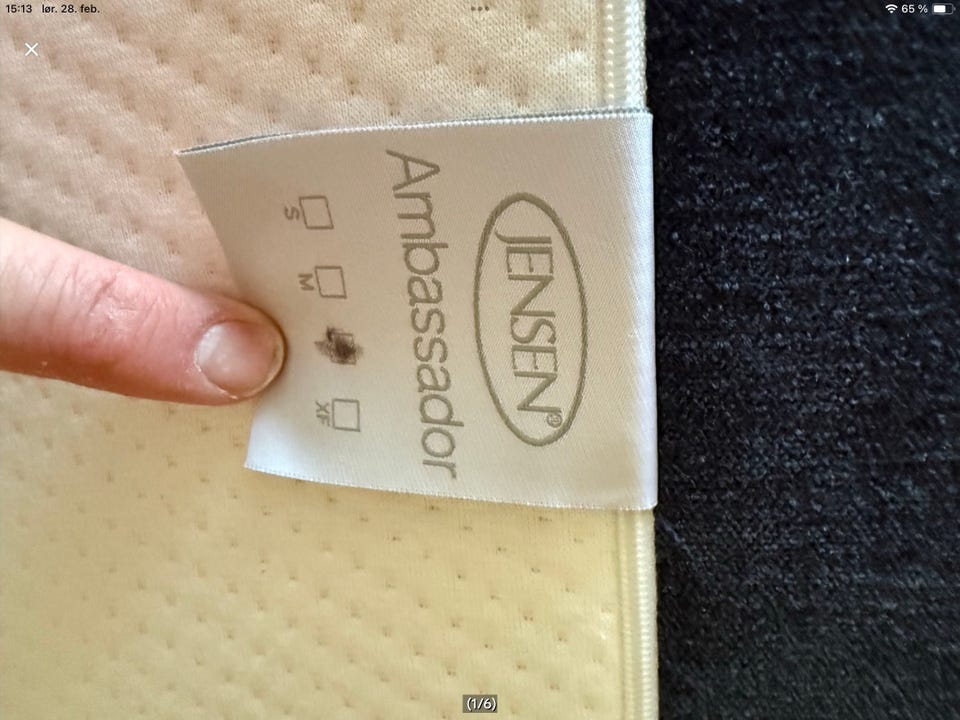 15:13 lør. 28. feb.
65 %
JENSEN®
Ambassador
S M XF
(1/6)